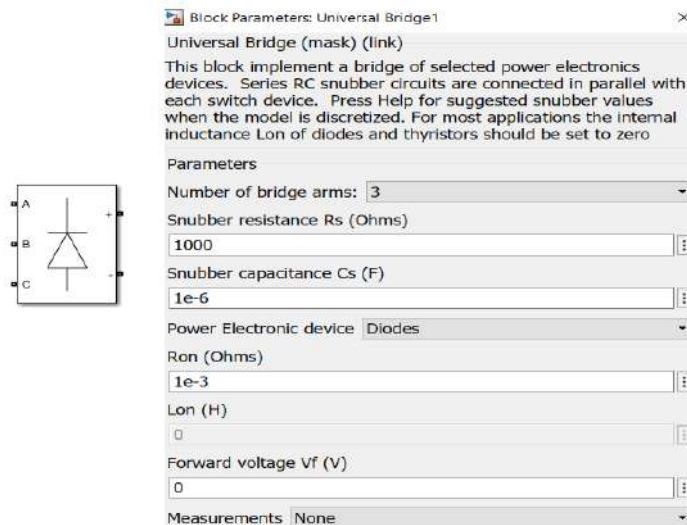 Block Parameters: Universal Bridge1
Universal Bridge (mask) (link)
This block implement a bridge of selected power electronics
devices. Series RC snubber circuits are connected in parallel with
each switch device. Press Help for suggested snubber values
when the model is discretized. For most applications the internal
inductance Lon of diodes and thyristors should be set to zero
Parameters
Number of bridge arms: 3
Snubber resistance Rs (Ohms)
1000
Snubber capacitance Cs (F)
1e-6
Power Electronic device Diodes
Ron (Ohms)
1e-3
Lon (H)
0
Forward voltage Vf (V)
0
Measurements None
A
+
B
-
C